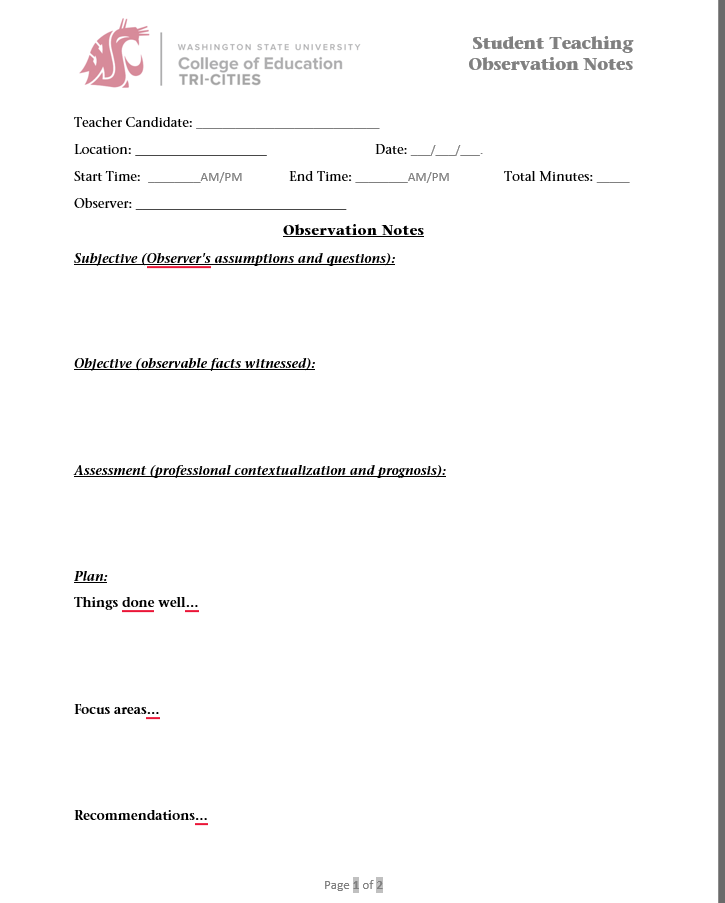 WASHINGTON STATE UNIVERSITY
College of Education
TRI-CITIES
Student Teaching
Observation Notes
Teacher Candidate: ___________________________
Location: ___________________ Date: ___/___/___.
Start Time: ________AM/PM End Time: ________AM/PM Total Minutes: _____
Observer: _______________________________
Observation Notes
Subjective (Observer's assumptions and questions):
Objective (observable facts witnessed):
Assessment (professional contextualization and prognosis):
Plan:
Things done well...
Focus areas...
Recommendations...
Page 1 of 2